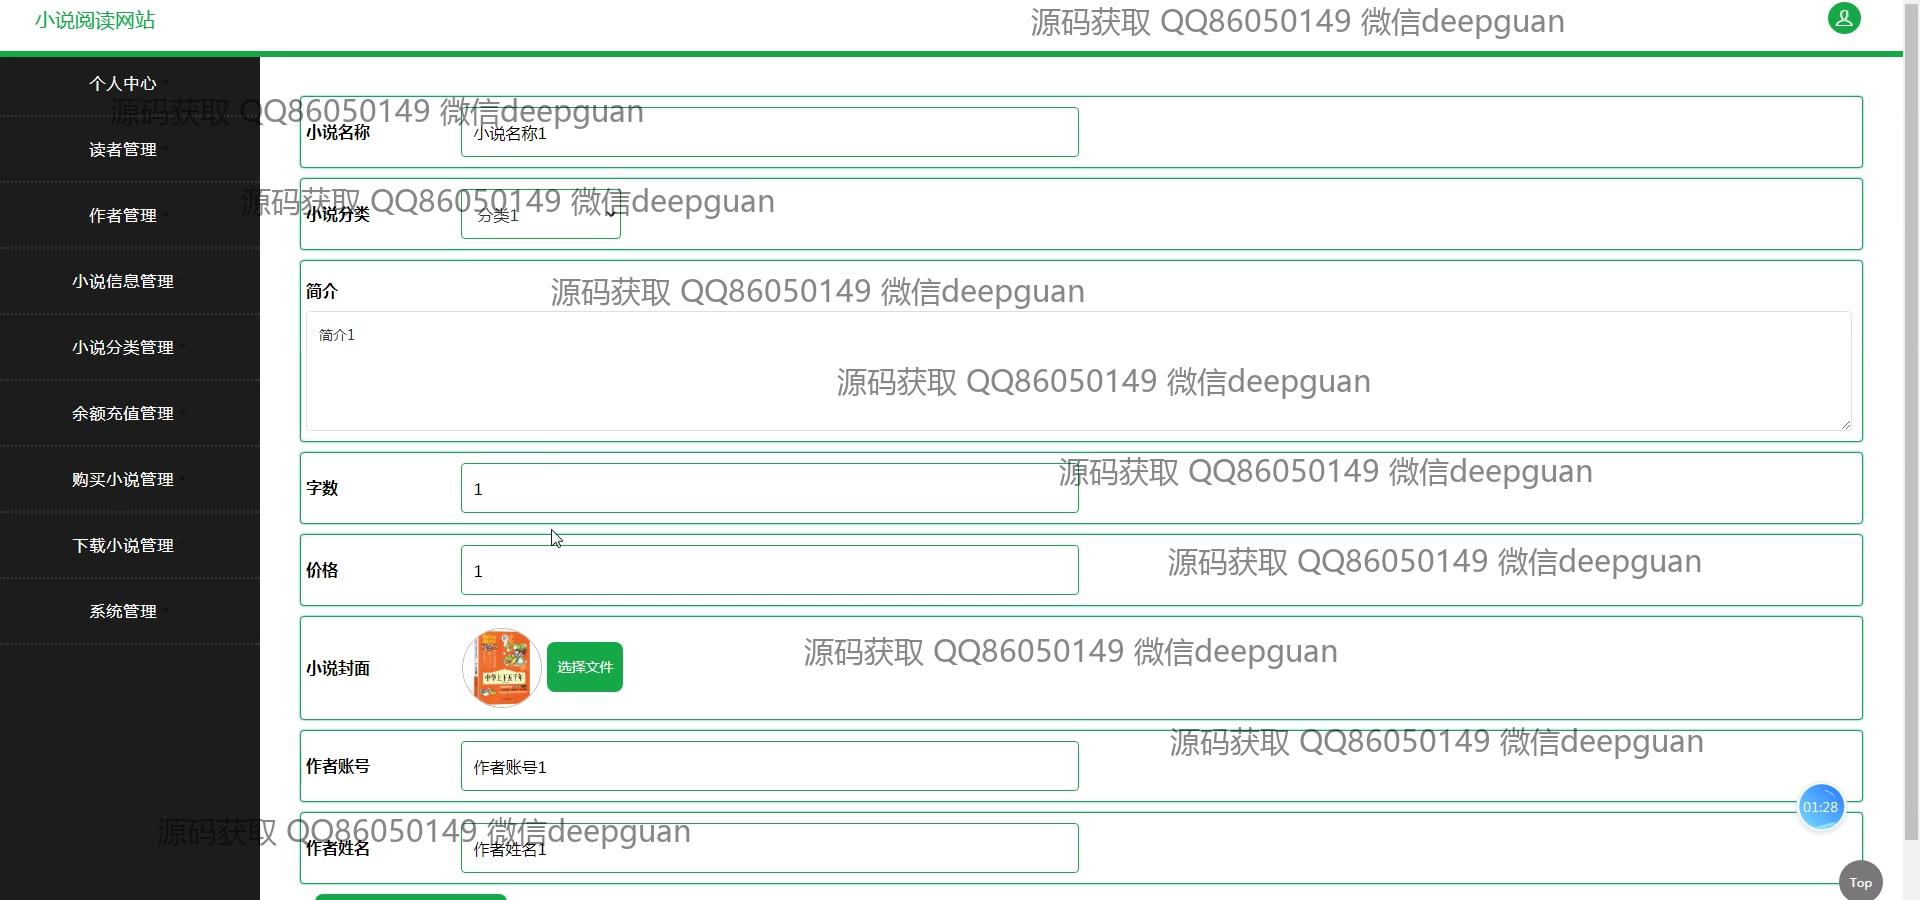 小说阅读网站
源码获取 QQ86050149 微信deepguan
个人中心
源码获取 QQ86050149 微信deepguan
小说名称
小说名称1
读者管理
源码获取 QQ86050149 微信deepguan
作者管理
小说分类
分类1
小说信息管理
简介
源码获取 QQ86050149 微信deepguan
简介1
小说分类管理
源码获取 QQ86050149 微信deepguan
余额充值管理
购买小说管理
源码获取 QQ86050149 微信deepguan
字数
1
下载小说管理
源码获取 QQ86050149 微信deepguan
价格
1
系统管理
源码获取 QQ86050149 微信deepguan
小说封面
中华上下五千年
选择文件
源码获取 QQ86050149 微信deepguan
作者账号
作者账号1
01:28
源码获取 QQ86050149 微信deepguan
作者姓名
作者姓名1
Top